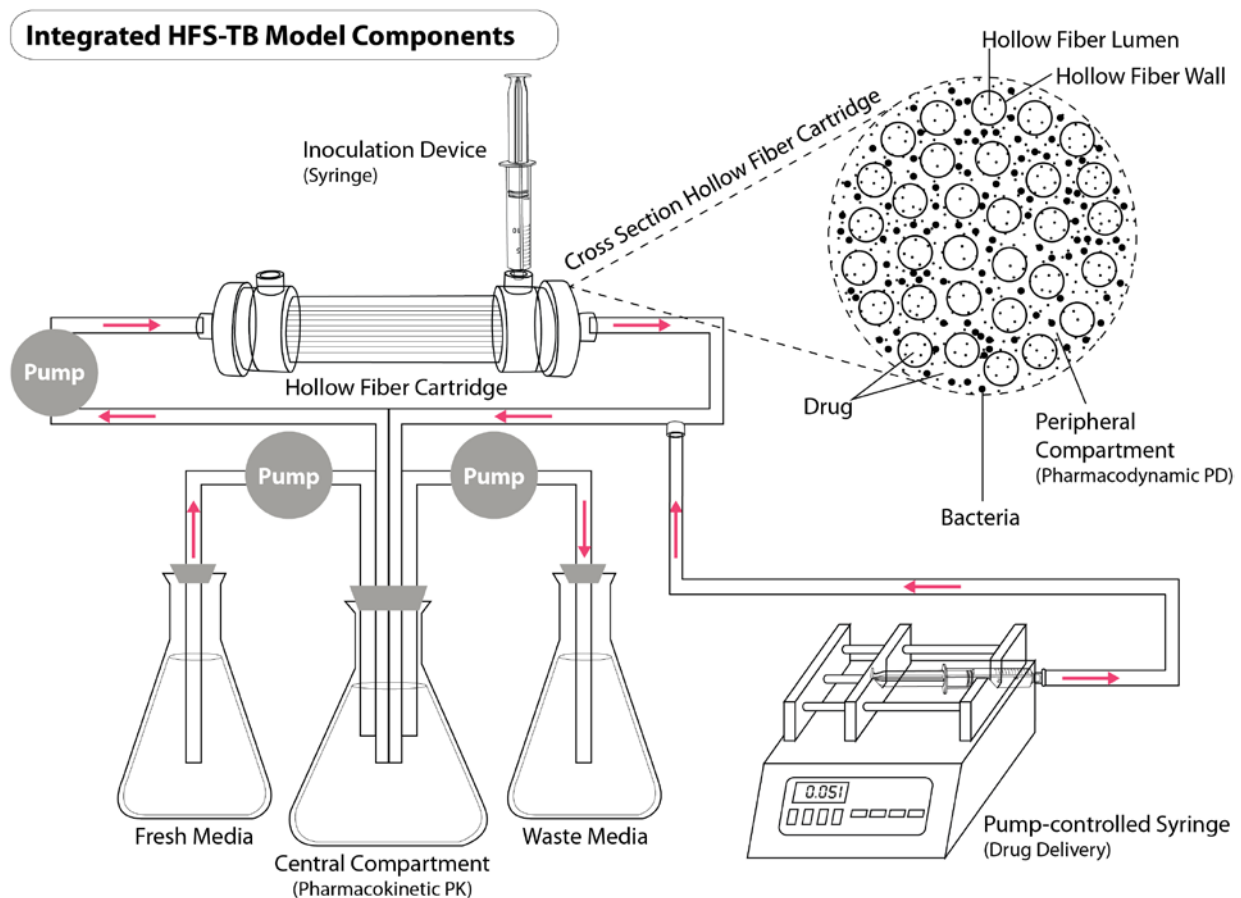 Integrated HFS-TB Model Components
Hollow Fiber Lumen
Hollow Fiber Wall
Inoculation Device
(Syringe)
Cross Section Hollow Fiber Cartridge
Pump
Hollow Fiber Cartridge
Drug
Peripheral
Compartment
(Pharmacodynamic PD)
Bacteria
Pump
Pump
0.051
Fresh Media
Central Compartment
(Pharmacokinetic PK)
Waste Media
Pump-controlled Syringe
(Drug Delivery)